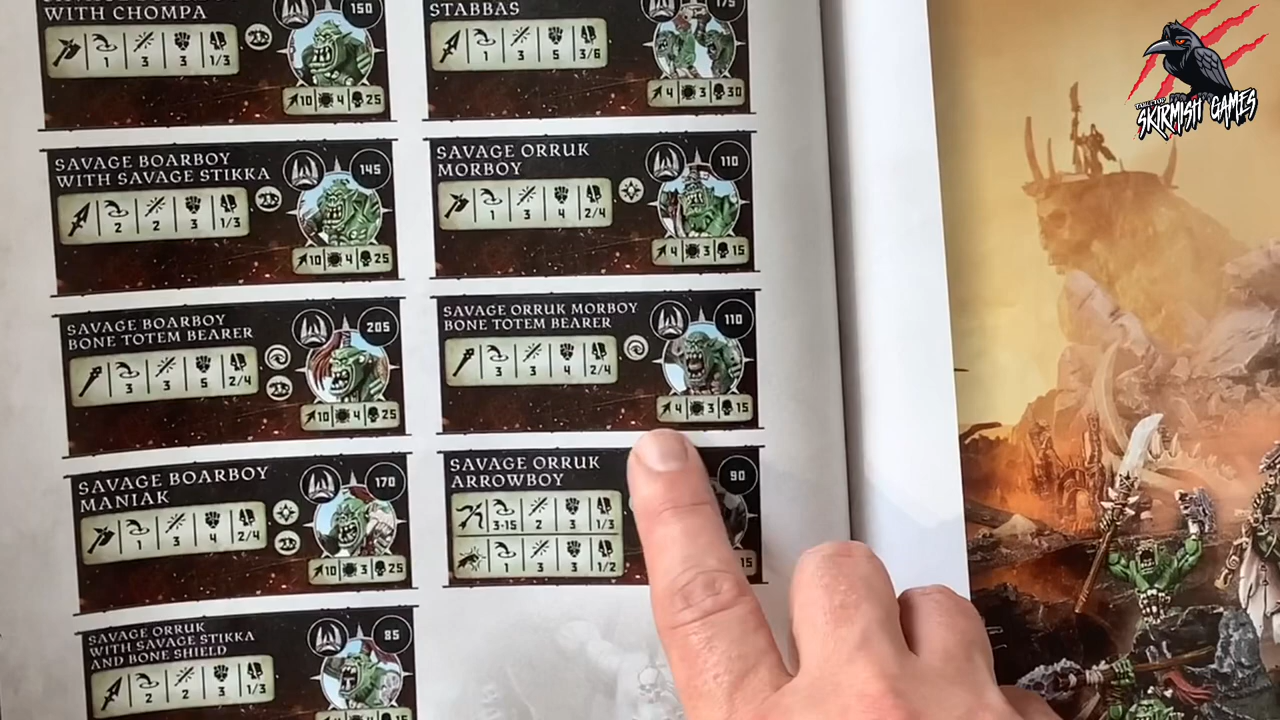 WITH CHOMPA
150
1 3 3 1/3
10 4 25
SAVAGE BOARBOY
WITH SAVAGE STIKKA
145
2 2 3 1/3
10 4 25
SAVAGE BOARBOY
BONE TOTEM BEARER
205
3 3 5 2/4
10 4 25
SAVAGE BOARBOY
MANIAK
170
1 3 4 2/4
10 3 25
SAVAGE ORRUK
WITH SAVAGE STIKKA
AND BONE SHIELD
85
2 2 3 1/3
15
STABBAS
175
1 3 5 3/6
4 3 30
SAVAGE ORRUK
MORBOY
110
1 3 4 2/4
4 3 15
SAVAGE ORRUK MORBOY
BONE TOTEM BEARER
110
3 3 4 2/4
4 3 15
SAVAGE ORRUK
ARROWBOY
90
3-15 2 3 1/3
1 3 3 1/2
15
TABLETOP
SKIRMISH GAMES